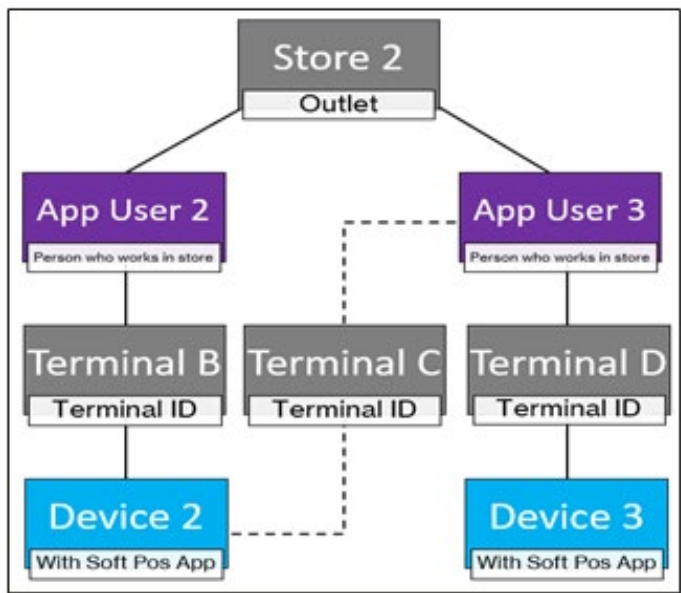 Store 2
Outlet
App User 2
Person who works in store
App User 3
Person who works in store
Terminal B
Terminal ID
Terminal C
Terminal ID
Terminal D
Terminal ID
Device 2
With Soft Pos App
Device 3
With Soft Pos App